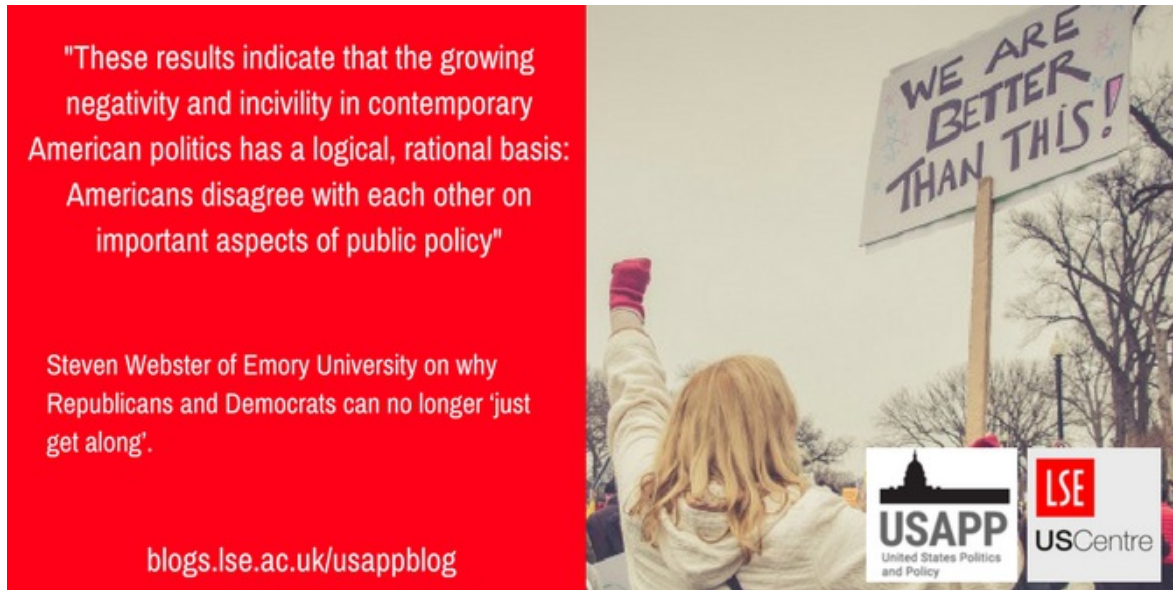 "These results indicate that the growing
negativity and incivility in contemporary
American politics has a logical, rational basis:
Americans disagree with each other on
important aspects of public policy"
Steven Webster of Emory University on why
Republicans and Democrats can no longer ‘just
get along’.
blogs.lse.ac.uk/usappblog
WE ARE
BETTER
THAN THIS!
USAPP
United States Politics
and Policy
LSE
USCentre